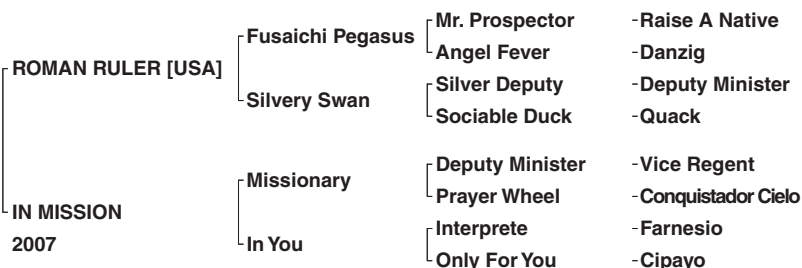 Mr. Prospector -Raise A Native
Fusaichi Pegasus
Angel Fever -Danzig
ROMAN RULER [USA]
Silver Deputy -Deputy Minister
Silvery Swan
Sociable Duck -Quack
Deputy Minister -Vice Regent
Missionary
Prayer Wheel -Conquistador Cielo
IN MISSION
Interprete -Farnesio
2007
In You
Only For You -Cipayo